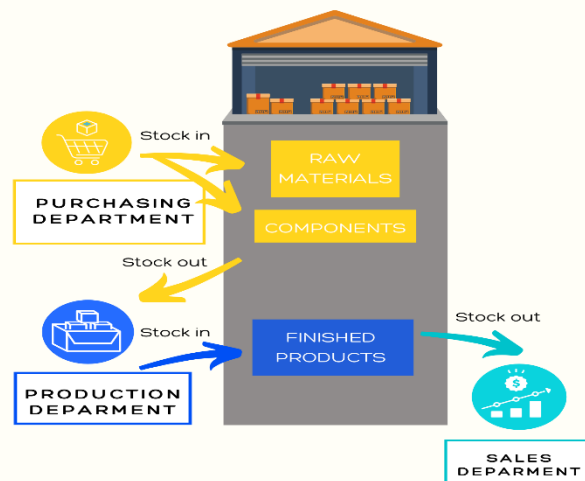 Stock in
RAW
MATERIALS
PURCHASING
DEPARTMENT
COMPONENTS
Stock out
Stock in
FINISHED
PRODUCTS
Stock out
PRODUCTION
DEPARMENT
$
SALES
DEPARMENT